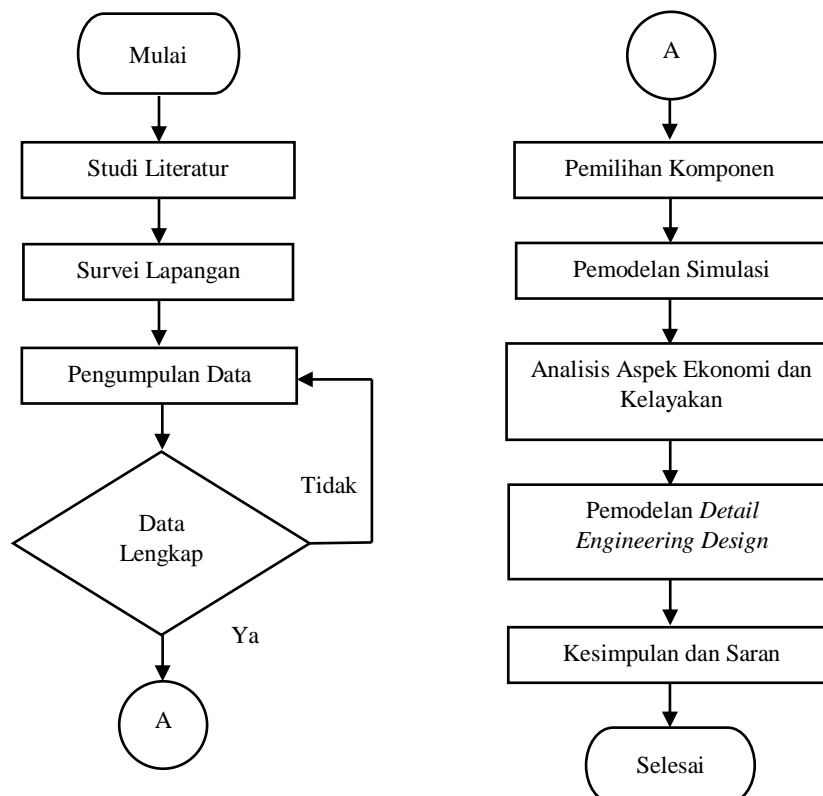 Mulai
Studi Literatur
Survei Lapangan
Pengumpulan Data
Tidak
Data
Lengkap
Ya
A
A
Pemilihan Komponen
Pemodelan Simulasi
Analisis Aspek Ekonomi dan
Kelayakan
Pemodelan Detail
Engineering Design
Kesimpulan dan Saran
Selesai